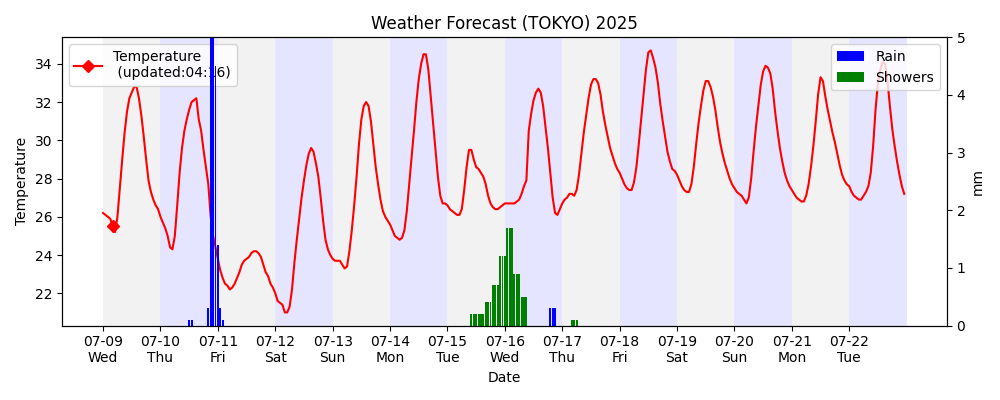 Weather Forecast (TOKYO) 2025
Temperature
(updated:04:16)
Rain
Showers
34
32
30
28
26
24
22
Temperature
5
4
3
2
1
0
mm
07-09 07-10 07-11 07-12 07-13 07-14 07-15 07-16 07-17 07-18 07-19 07-20 07-21 07-22
Wed Thu Fri Sat Sun Mon Tue Wed Thu Fri Sat Sun Mon Tue
Date